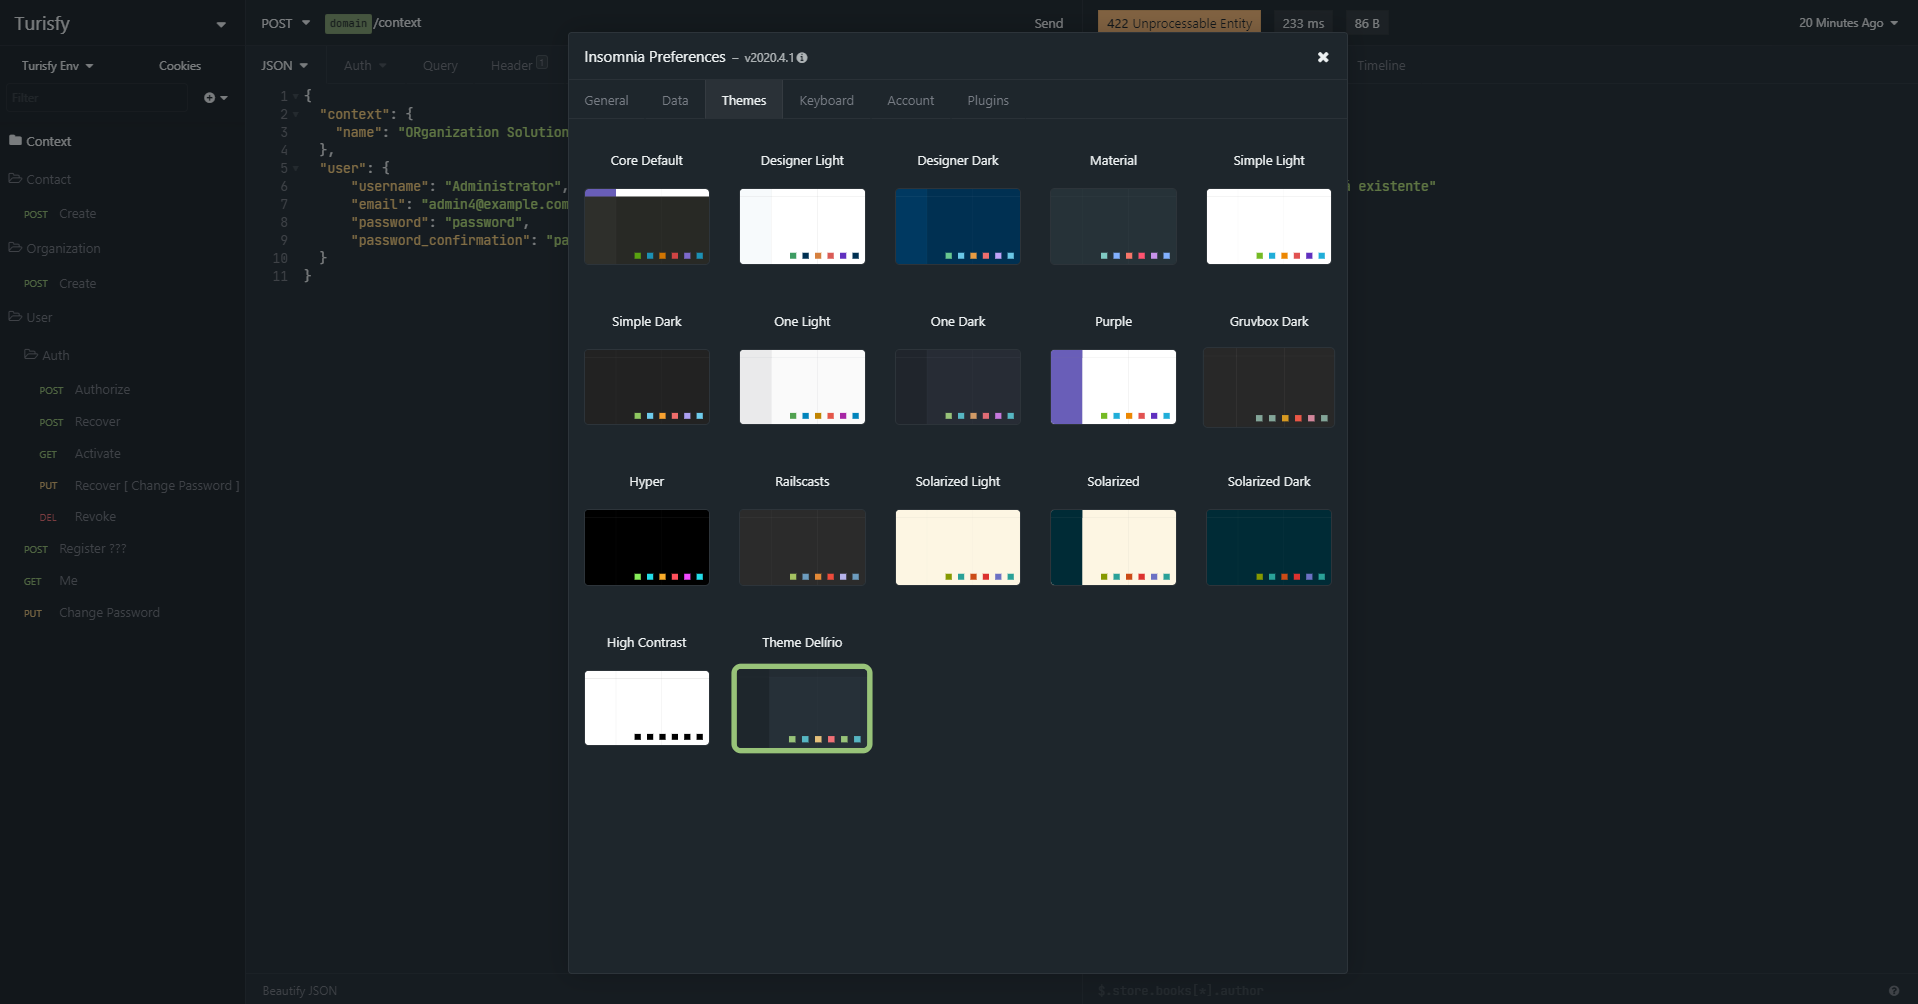 Turisfy
Turisfy Env
Cookies
Filter
Context
Contact
POST Create
Organization
POST Create
User
Auth
POST Authorize
POST Recover
GET Activate
PUT Recover [ Change Password ]
DEL Revoke
POST Register ???
GET Me
PUT Change Password
POST domain/context
Send
422 Unprocessable Entity
233 ms
86 B
20 Minutes Ago
JSON
Auth
Query
Header 1
Timeline
1 {
2 "context": {
3 "name": "ORganization Solution
4 },
5 "user": {
6 "username": "Administrator",
7 "email": "admin4@example.com
8 "password": "password",
9 "password_confirmation": "pa
10 }
11 }
existente"
Insomnia Preferences – v2020.4.1
General
Data
Themes
Keyboard
Account
Plugins
Core Default
Designer Light
Designer Dark
Material
Simple Light
Simple Dark
One Light
One Dark
Purple
Gruvbox Dark
Hyper
Railscasts
Solarized Light
Solarized
Solarized Dark
High Contrast
Theme Delírio
Beautify JSON
$.store.books[*].author